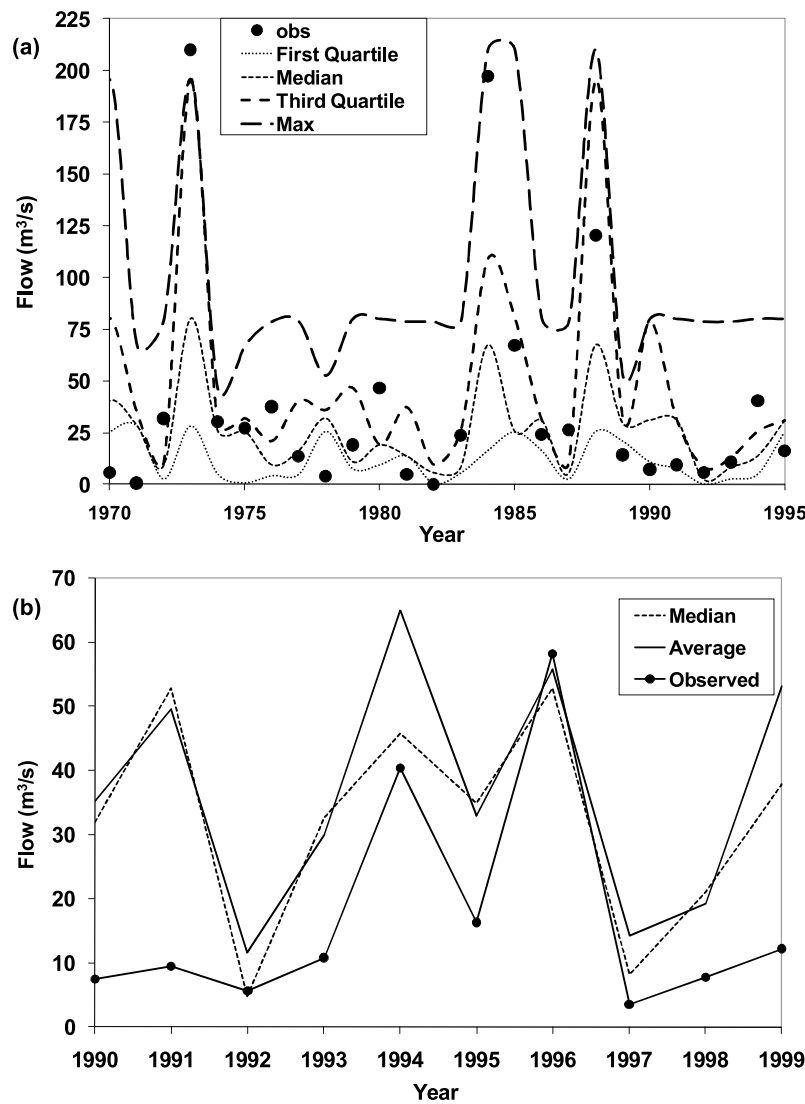 (a)
Flow (m³/s)
225
200
175
150
125
100
75
50
25
0
obs
First Quartile
Median
Third Quartile
Max
1970
1975
1980
1985
1990
1995
Year
(b)
Flow (m³/s)
70
60
50
40
30
20
10
0
Median
Average
Observed
1990 1991 1992 1993 1994 1995 1996 1997 1998 1999
Year